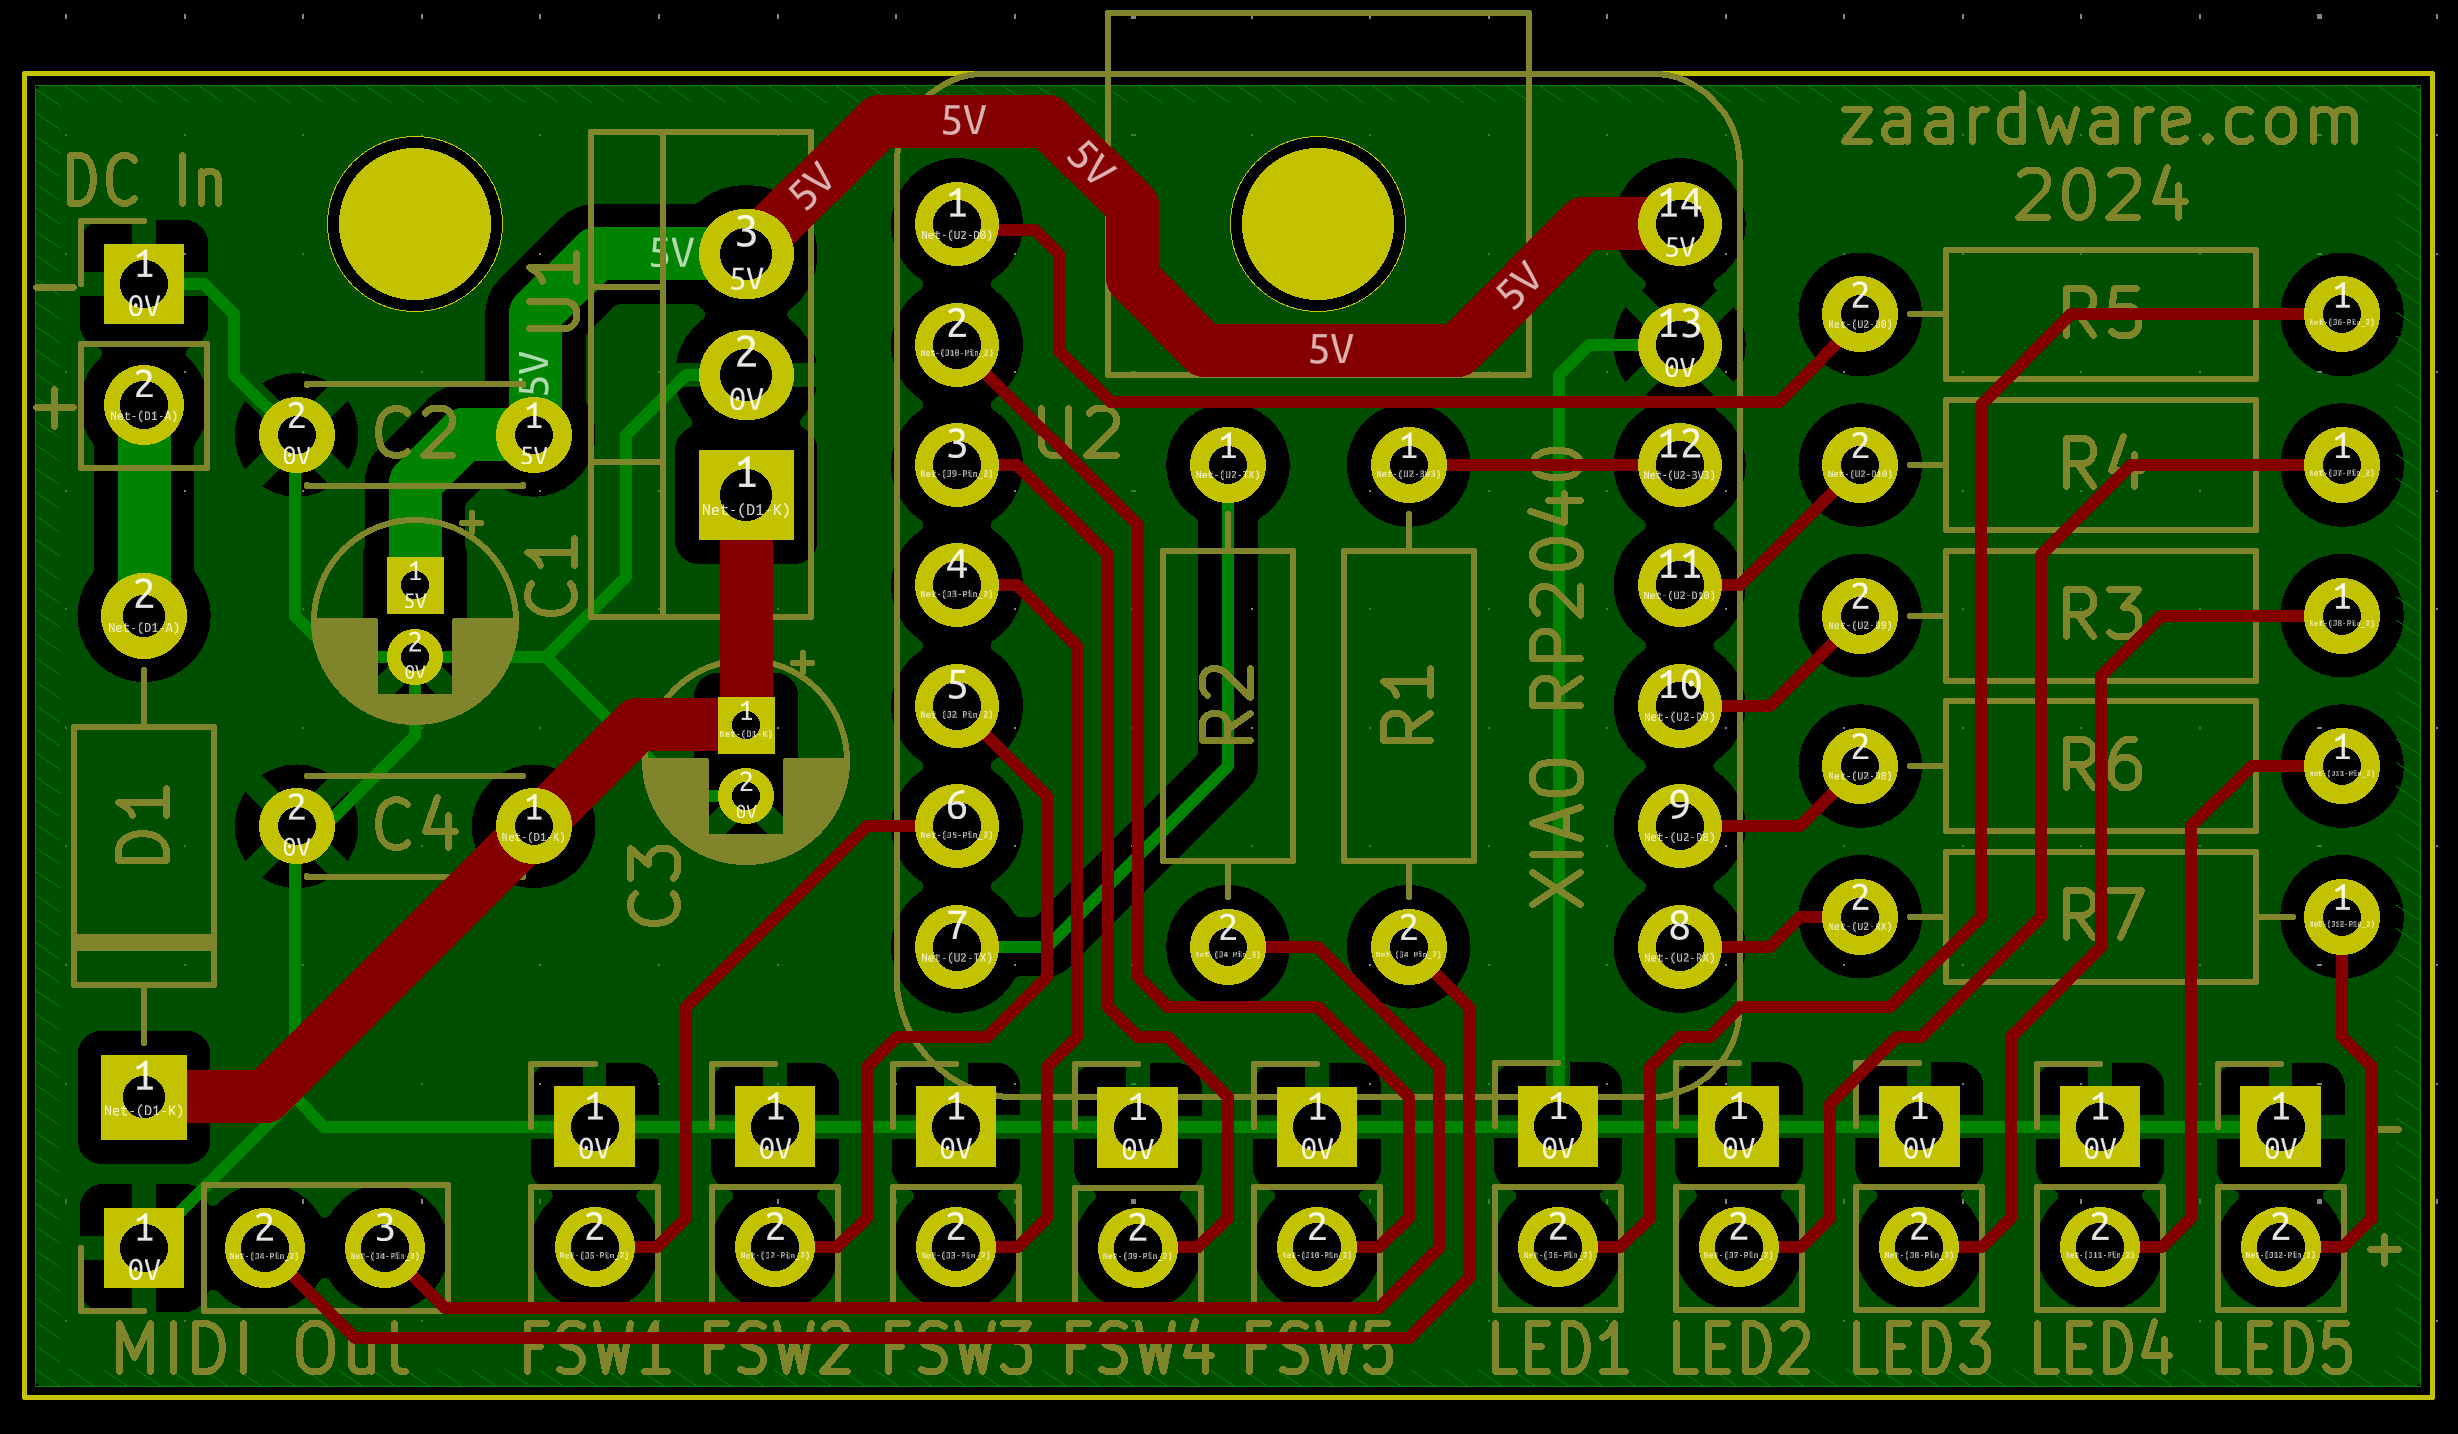 zaardware.com
2024
DC In
-
1
0V
+
2
Net-(D1-A)
2
Net-(D1-A)
D1
1
Net-(D1-K)
5V
5V
5V
5V
5V
5V
5V
U1
3
5V
2
0V
1
Net-(D1-K)
2
0V
C2
1
5V
+
C1
1
5V
2
0V
2
0V
C4
1
Net-(D1-K)
+
1
Net-(D1-K)
2
0V
C3
U2
1
Net-(U2-D0)
2
Net-(J10-Pin_2)
3
Net-(J9-Pin_2)
4
Net-(J3-Pin_2)
5
Net-(J2-Pin_2)
6
Net-(J5-Pin_2)
7
Net-(U2-TX)
1
Net-(U2-TX)
R2
2
Net-(J4-Pin_3)
1
Net-(U2-3V3)
R1
2
Net-(J4-Pin_2)
XIAO RP2040
14
5V
13
0V
12
Net-(U2-3V3)
11
Net-(U2-D10)
10
Net-(U2-D9)
9
Net-(U2-D8)
8
Net-(U2-RX)
2
Net-(U2-D0)
R5
1
Net-(J6-Pin_2)
2
Net-(U2-D10)
R4
1
Net-(J7-Pin_2)
2
Net-(U2-D9)
R3
1
Net-(J8-Pin_2)
2
Net-(U2-D8)
R6
1
Net-(J11-Pin_2)
2
Net-(U2-RX)
R7
1
Net-(J12-Pin_2)
1
0V
2
Net-(J4-Pin_2)
3
Net-(J4-Pin_3)
MIDI Out
1
0V
2
Net-(J5-Pin_2)
FSW1
1
0V
2
Net-(J2-Pin_2)
FSW2
1
0V
2
Net-(J3-Pin_2)
FSW3
1
0V
2
Net-(J9-Pin_2)
FSW4
1
0V
2
Net-(J10-Pin_2)
FSW5
1
0V
2
Net-(J6-Pin_2)
LED1
1
0V
2
Net-(J7-Pin_2)
LED2
1
0V
2
Net-(J8-Pin_2)
LED3
1
0V
2
Net-(J11-Pin_2)
LED4
1
0V
-
2
Net-(J12-Pin_2)
+
LED5